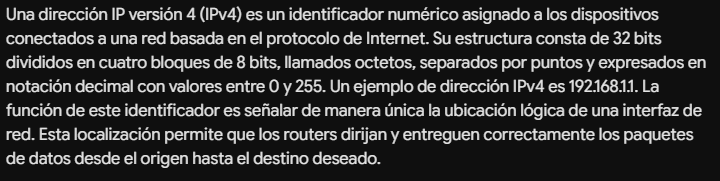 Una dirección IP versión 4 (IPv4) es un identificador numérico asignado a los dispositivos
conectados a una red basada en el protocolo de Internet. Su estructura consta de 32 bits
divididos en cuatro bloques de 8 bits, llamados octetos, separados por puntos y expresados en
notación decimal con valores entre 0 y 255. Un ejemplo de dirección IPv4 es 192.168.1.1. La
función de este identificador es señalar de manera única la ubicación lógica de una interfaz de
red. Esta localización permite que los routers dirijan y entreguen correctamente los paquetes
de datos desde el origen hasta el destino deseado.